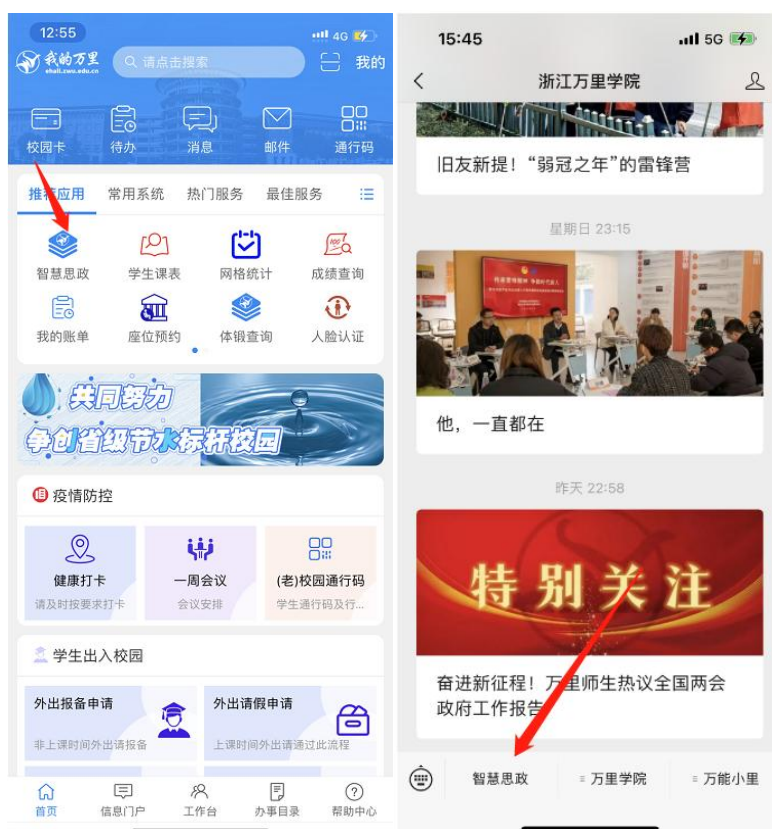 12:55
4G
我的万里
ehall.zwu.edu.cn
请点击搜索
我的
校园卡
待办
消息
邮件
通行码
推荐应用
常用系统
热门服务
最佳服务
智慧思政
学生课表
网格统计
成绩查询
我的账单
座位预约
体锻查询
人脸认证
共同努力
争创省级节水标杆校园
疫情防控
健康打卡
一周会议
(老)校园通行码
请及时按要求打卡
会议安排
学生通行码及行...
学生出入校园
外出报备申请
外出请假申请
非上课时间外出请报备
上课时间外出请通过此流程
首页
信息门户
工作台
办事目录
帮助中心
15:45
5G
浙江万里学院
旧友新提！“弱冠之年”的雷锋营
星期日 23:15
他，一直都在
昨天 22:58
特别关注
奋进新征程！万里师生热议全国两会
政府工作报告
智慧思政
万里学院
万能小里